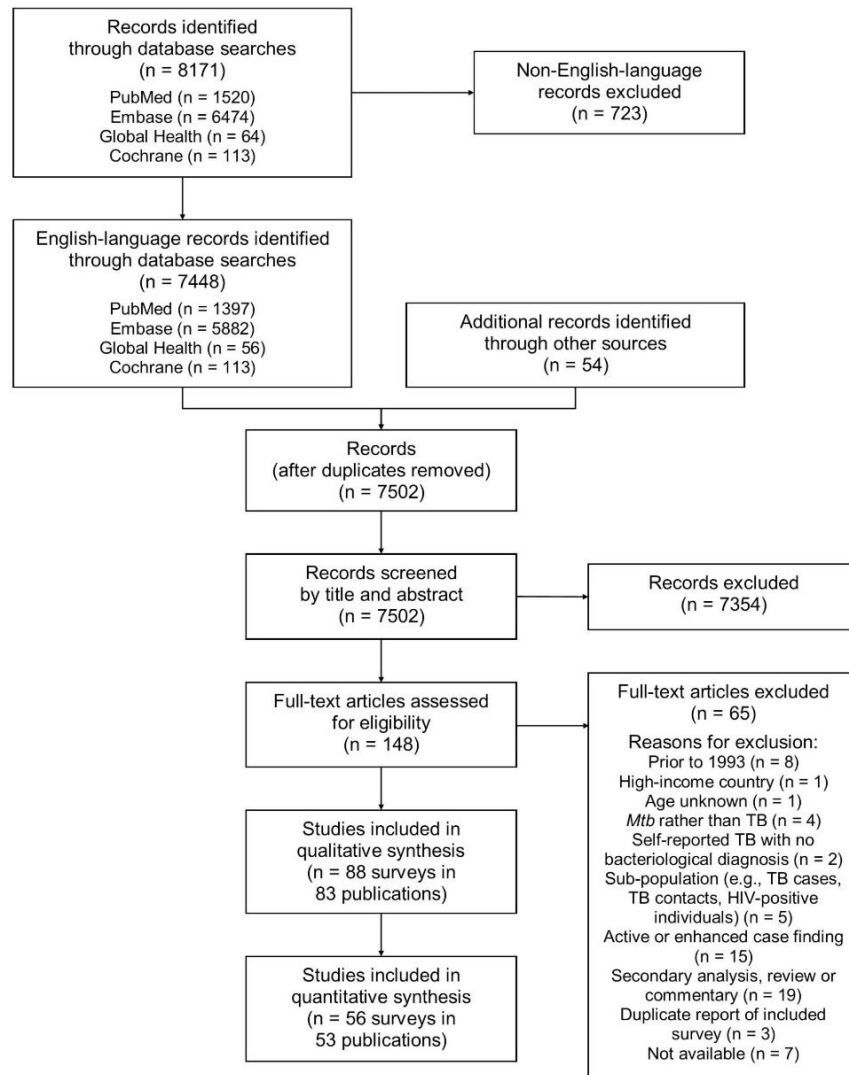 Records identified
through database searches
(n = 8171)
PubMed (n = 1520)
Embase (n = 6474)
Global Health (n = 64)
Cochrane (n = 113)
Non-English-language
records excluded
(n = 723)
English-language records identified
through database searches
(n = 7448)
PubMed (n = 1397)
Embase (n = 5882)
Global Health (n = 56)
Cochrane (n = 113)
Additional records identified
through other sources
(n = 54)
Records
(after duplicates removed)
(n = 7502)
Records screened
by title and abstract
(n = 7502)
Records excluded
(n = 7354)
Full-text articles assessed
for eligibility
(n = 148)
Full-text articles excluded
(n = 65)
Reasons for exclusion:
Prior to 1993 (n = 8)
High-income country (n = 1)
Age unknown (n = 1)
Mtb rather than TB (n = 4)
Self-reported TB with no
bacteriological diagnosis (n = 2)
Sub-population (e.g., TB cases,
TB contacts, HIV-positive
individuals) (n = 5)
Active or enhanced case finding
(n = 15)
Secondary analysis, review or
commentary (n = 19)
Duplicate report of included
survey (n = 3)
Not available (n = 7)
Studies included in
qualitative synthesis
(n = 88 surveys in
83 publications)
Studies included in
quantitative synthesis
(n = 56 surveys in
53 publications)